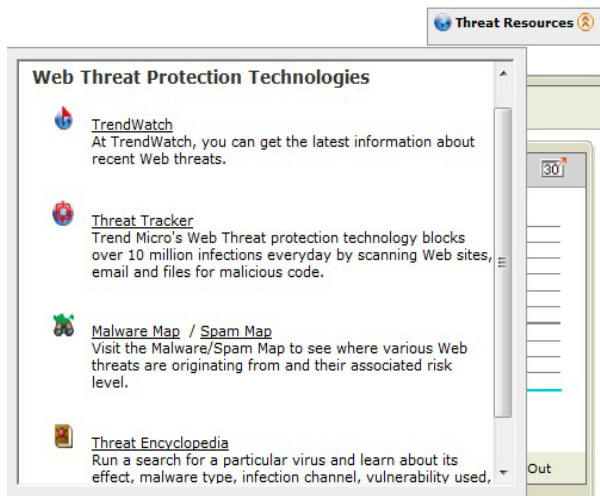 Threat Resources
Web Threat Protection Technologies
TrendWatch
At TrendWatch, you can get the latest information about
recent Web threats.
30
Threat Tracker
Trend Micro's Web Threat protection technology blocks
over 10 million infections everyday by scanning Web sites,
email and files for malicious code.
Malware Map / Spam Map
Visit the Malware/Spam Map to see where various Web
threats are originating from and their associated risk
level.
Threat Encyclopedia
Run a search for a particular virus and learn about its
effect, malware type, infection channel, vulnerability used,
Out